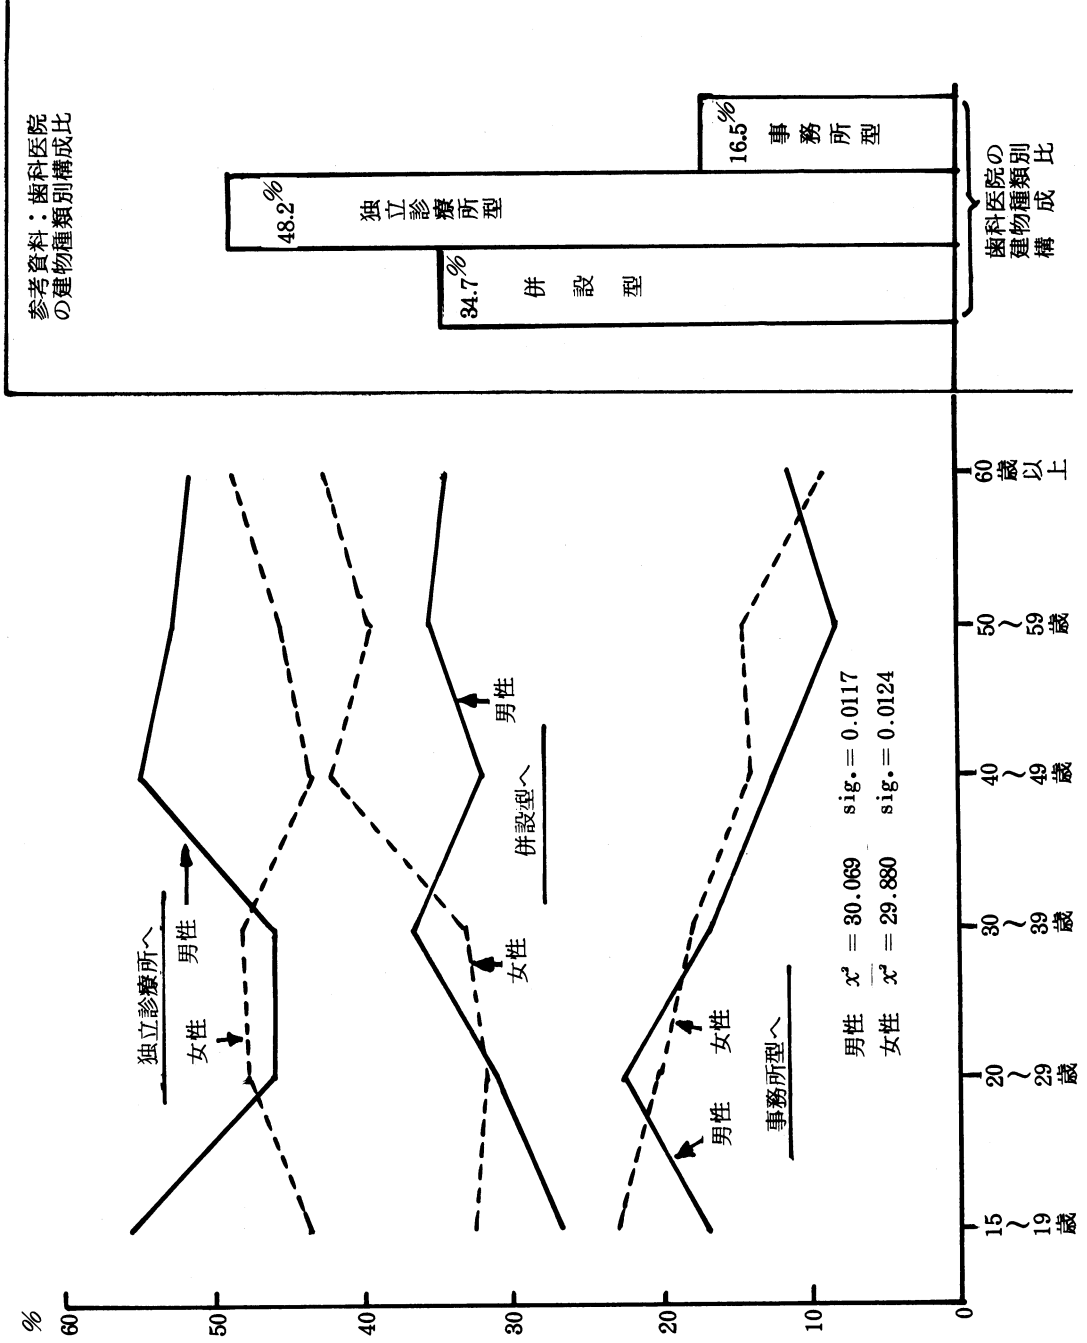 %
60
50
40
30
20
10
0
15～19歳
20～29歳
30～39歳
40～49歳
50～59歳
60歳以上
独立診療所へ
女性
男性
併設型へ
女性
男性
事務所型へ
男性
女性
男性 x² = 30.069 sig. = 0.0117
女性 x² = 29.880 sig. = 0.0124
参考資料：歯科医院
の建物種類別構成比
34.7%
併設型
48.2%
独立診療所型
16.5%
事務所型
歯科医院の
建物種類別
構成比